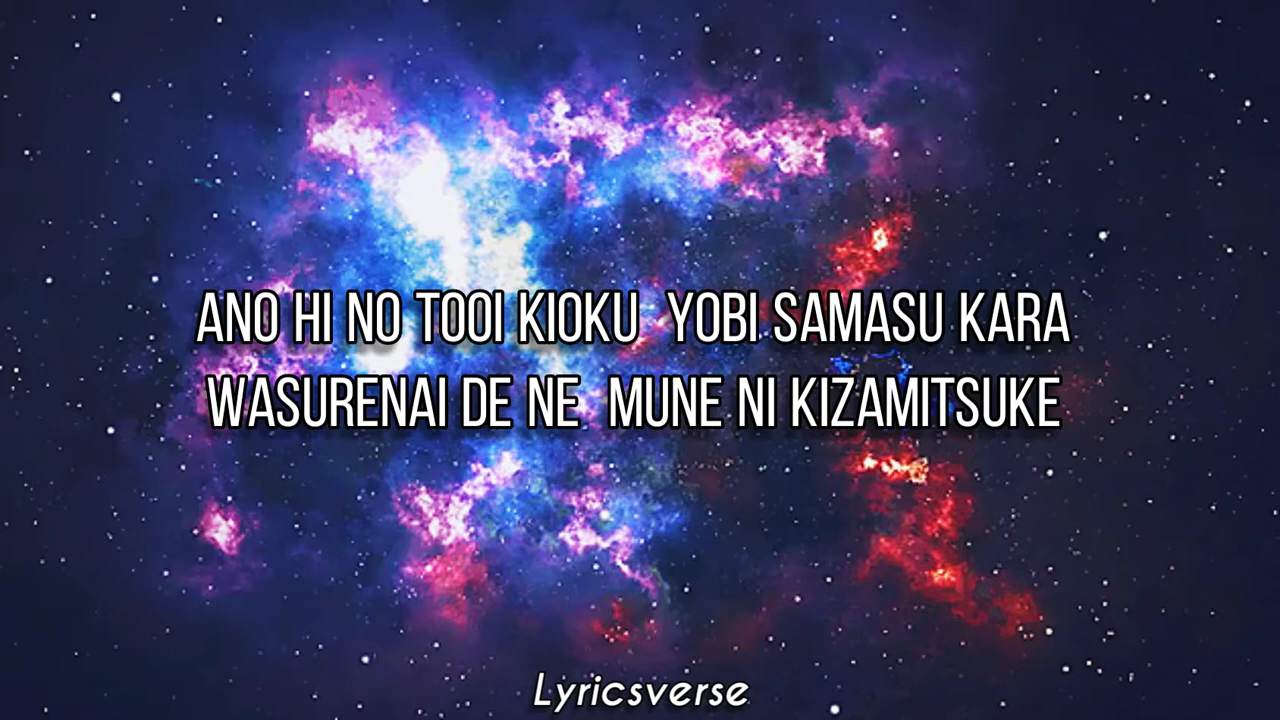 ANO HI NO TOOI KIOKU YOBI SAMASU KARA
WASURENAI DE NE MUNE NI KIZAMITSUKE
Lyricsverse